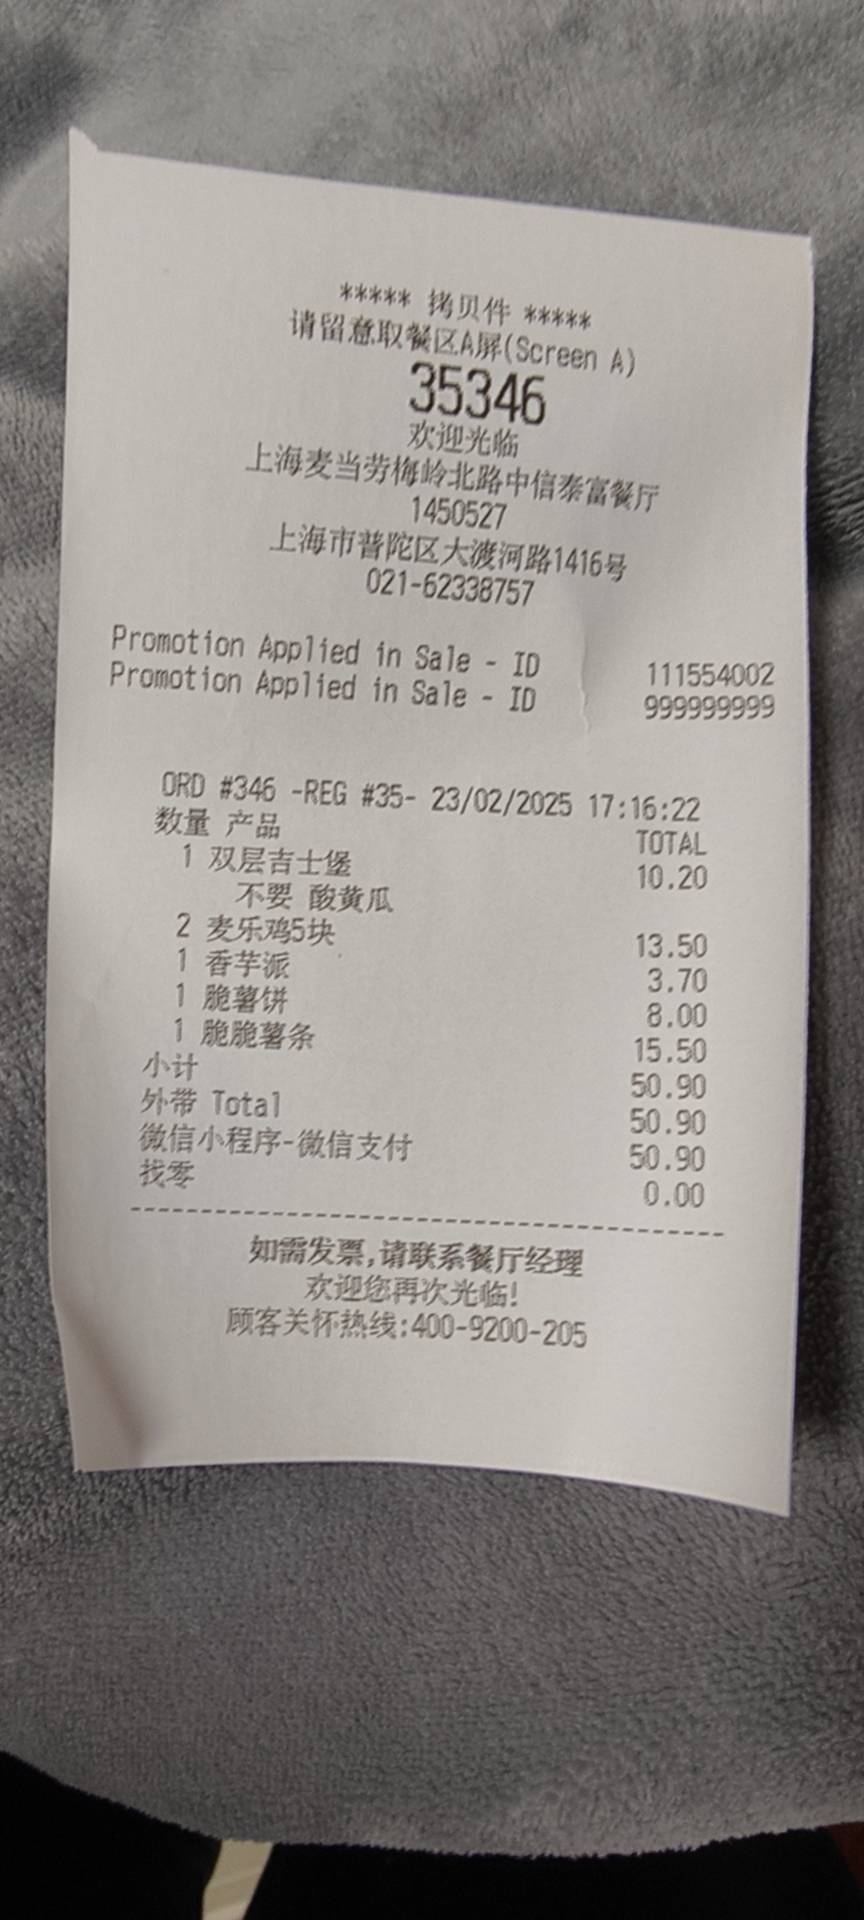 ***** 拷贝件 *****
请留意取餐区A屏(Screen A)
35346
欢迎光临
上海麦当劳梅岭北路中信泰富餐厅
1450527
上海市普陀区大渡河路1416号
021-62338757
Promotion Applied in Sale - ID 111554002
Promotion Applied in Sale - ID 999999999
ORD #346 -REG #35- 23/02/2025 17:16:22
数量 产品 TOTAL
1 双层吉士堡 10.20
不要 酸黄瓜
2 麦乐鸡5块 13.50
1 香芋派 3.70
1 脆薯饼 8.00
1 脆脆薯条 15.50
小计 50.90
外带 Total 50.90
微信小程序-微信支付 50.90
找零 0.00
如需发票,请联系餐厅经理
欢迎您再次光临!
顾客关怀热线:400-9200-205